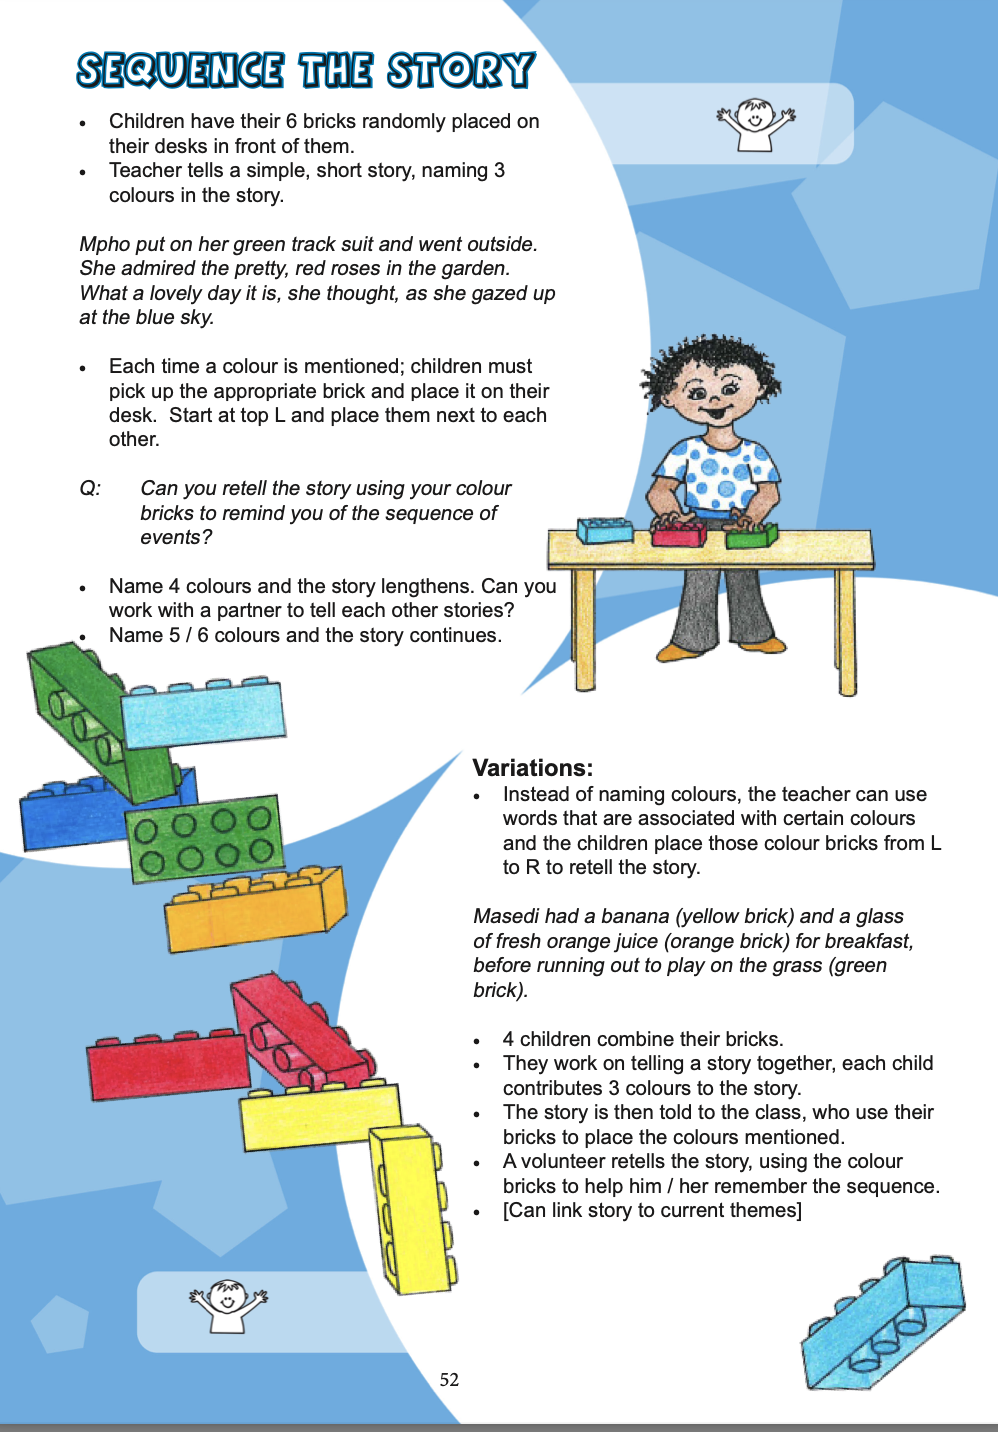 SEQUENCE THE STORY
• Children have their 6 bricks randomly placed on
their desks in front of them.
• Teacher tells a simple, short story, naming 3
colours in the story.
Mpho put on her green track suit and went outside.
She admired the pretty, red roses in the garden.
What a lovely day it is, she thought, as she gazed up
at the blue sky.
• Each time a colour is mentioned; children must
pick up the appropriate brick and place it on their
desk.  Start at top L and place them next to each
other.
Q: Can you retell the story using your colour
bricks to remind you of the sequence of
events?
• Name 4 colours and the story lengthens. Can you
work with a partner to tell each other stories?
• Name 5 / 6 colours and the story continues.
Variations:
• Instead of naming colours, the teacher can use
words that are associated with certain colours
and the children place those colour bricks from L
to R to retell the story.
Masedi had a banana (yellow brick) and a glass
of fresh orange juice (orange brick) for breakfast,
before running out to play on the grass (green
brick).
• 4 children combine their bricks.
• They work on telling a story together, each child
contributes 3 colours to the story.
• The story is then told to the class, who use their
bricks to place the colours mentioned.
• A volunteer retells the story, using the colour
bricks to help him / her remember the sequence.
• [Can link story to current themes]
52